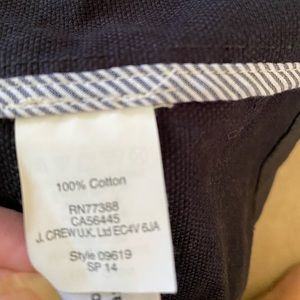 100% Cotton
RN77388
CA56445
J. CREW U.K. Ltd EC4V 6JA
Style 09619
SP 14